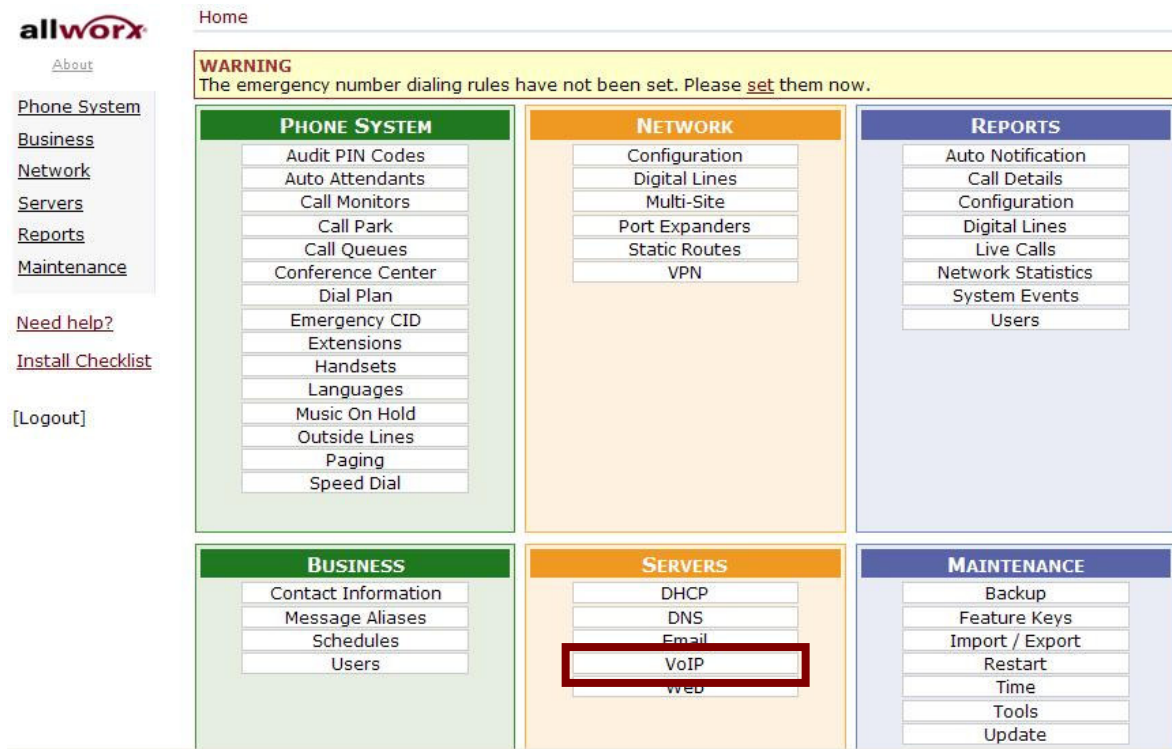 allworx
About
Phone System
Business
Network
Servers
Reports
Maintenance
Need help?
Install Checklist
[Logout]
Home
WARNING
The emergency number dialing rules have not been set. Please set them now.
PHONE SYSTEM
Audit PIN Codes
Auto Attendants
Call Monitors
Call Park
Call Queues
Conference Center
Dial Plan
Emergency CID
Extensions
Handsets
Languages
Music On Hold
Outside Lines
Paging
Speed Dial
NETWORK
Configuration
Digital Lines
Multi-Site
Port Expanders
Static Routes
VPN
REPORTS
Auto Notification
Call Details
Configuration
Digital Lines
Live Calls
Network Statistics
System Events
Users
BUSINESS
Contact Information
Message Aliases
Schedules
Users
SERVERS
DHCP
DNS
Email
VoIP
Web
MAINTENANCE
Backup
Feature Keys
Import / Export
Restart
Time
Tools
Update